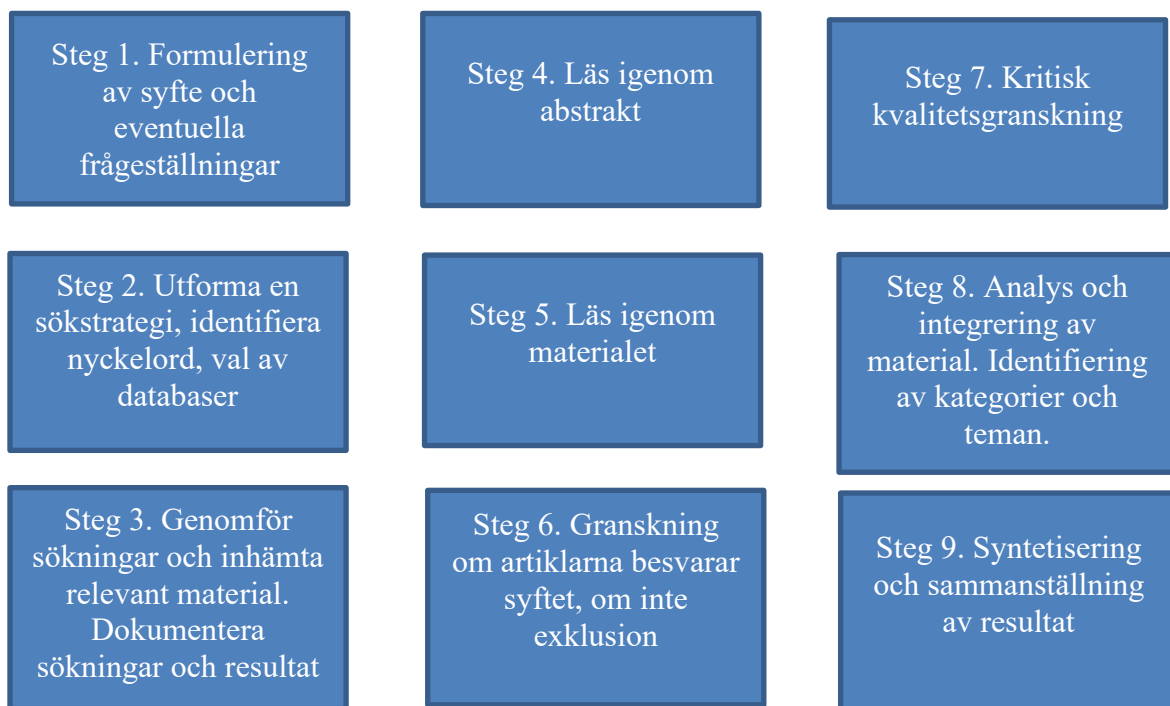 Steg 1. Formulering
av syfte och
eventuella
frågeställningar
Steg 2. Utforma en
sökstrategi, identifiera
nyckelord, val av
databaser
Steg 3. Genomför
sökningar och inhämta
relevant material.
Dokumentera
sökningar och resultat
Steg 4. Läs igenom
abstrakt
Steg 5. Läs igenom
materialet
Steg 6. Granskning
om artiklarna besvarar
syftet, om inte
exklusion
Steg 7. Kritisk
kvalitetsgranskning
Steg 8. Analys och
integrering av
material. Identifiering
av kategorier och
teman.
Steg 9. Syntetisering
och sammanställning
av resultat